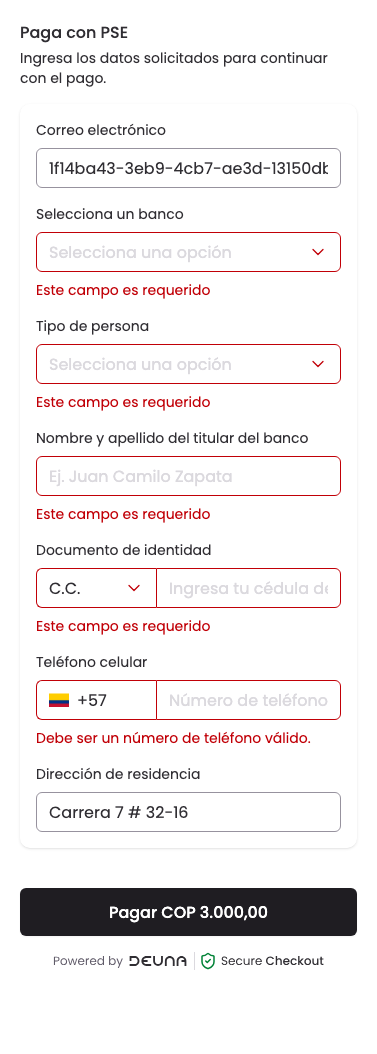 Paga con PSE
Ingresa los datos solicitados para continuar
con el pago.
Correo electrónico
1f14ba43-3eb9-4cb7-ae3d-13150db
Selecciona un banco
Selecciona una opción
Este campo es requerido
Tipo de persona
Selecciona una opción
Este campo es requerido
Nombre y apellido del titular del banco
Ej. Juan Camilo Zapata
Este campo es requerido
Documento de identidad
C.C. Ingresa tu cédula de
Este campo es requerido
Teléfono celular
+57 Número de teléfono
Debe ser un número de teléfono válido.
Dirección de residencia
Carrera 7 # 32-16
Pagar COP 3.000,00
Powered by DEUNA Secure Checkout